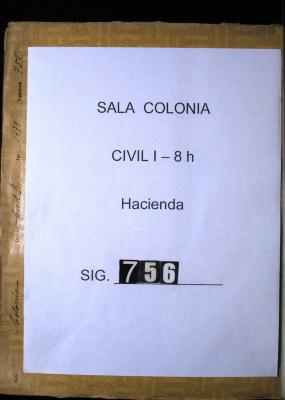 SALA COLONIA
CIVIL I – 8 h
Hacienda
SIG. 756